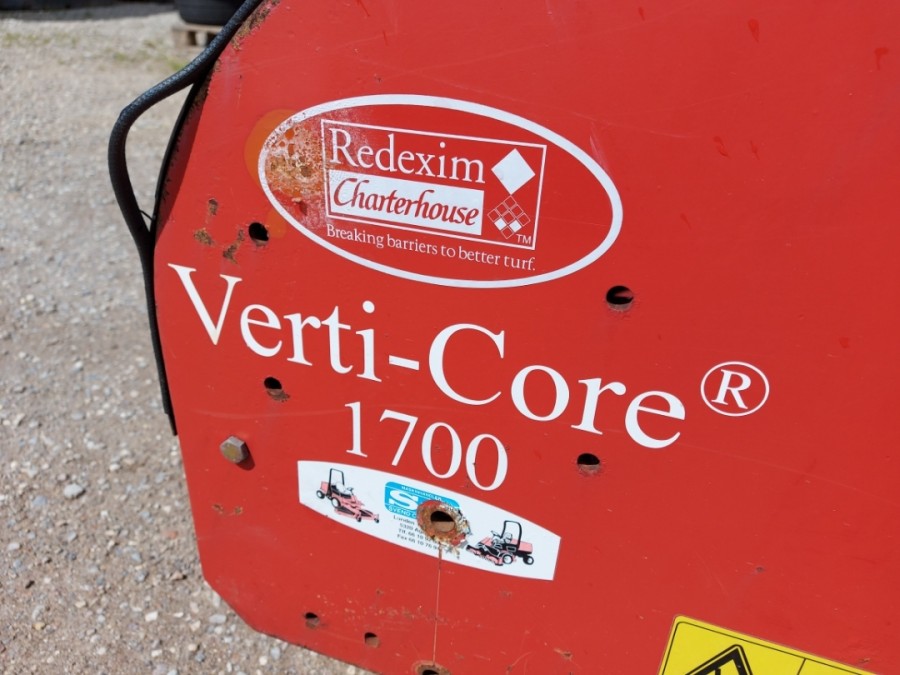 Redexim
Charterhouse
TM
Breaking barriers to better turf.
Verti-Core®
1700